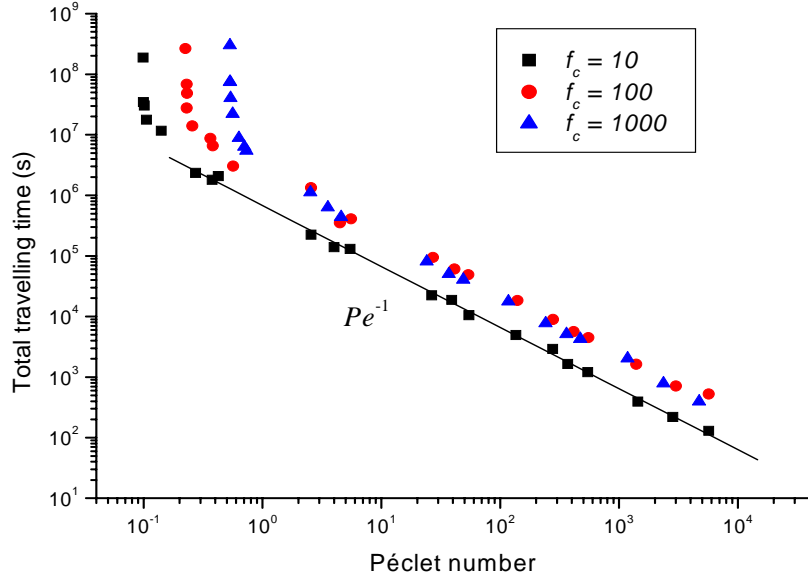 10^9
10^8
10^7
10^6
10^5
10^4
10^3
10^2
10^1
Total travelling time (s)
f_c = 10
f_c = 100
f_c = 1000
Pe^-1
10^-1
10^0
10^1
10^2
10^3
10^4
Péclet number